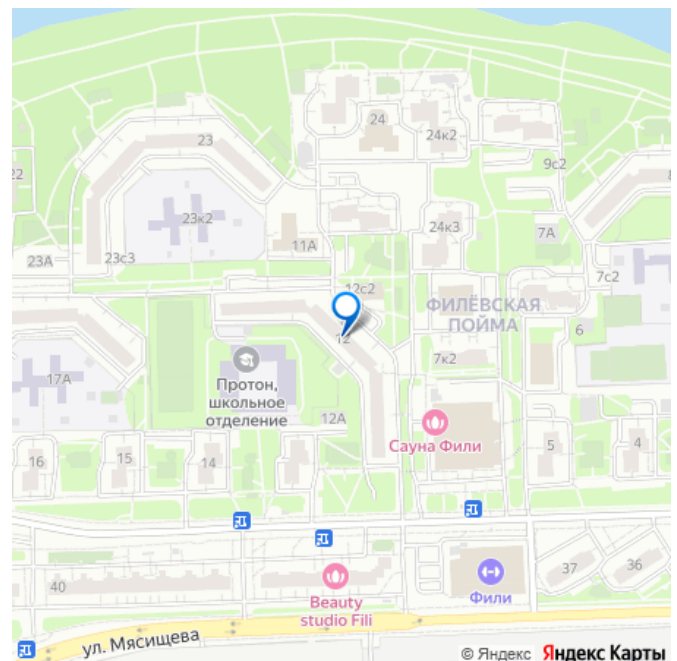 24
24к2
23
22
9с2
8
23к2
24к3
7А
11А
23А
23с3
7с2
12с2
ФИЛЁВСКАЯ
ПОЙМА
6
12
7к2
17А
Протон,
школьное
отделение
12А
Сауна Фили
16
15
14
5
4
40
37
36
Фили
Beauty
studio Fili
ул. Мясищева
© Яндекс Яндекс Карты